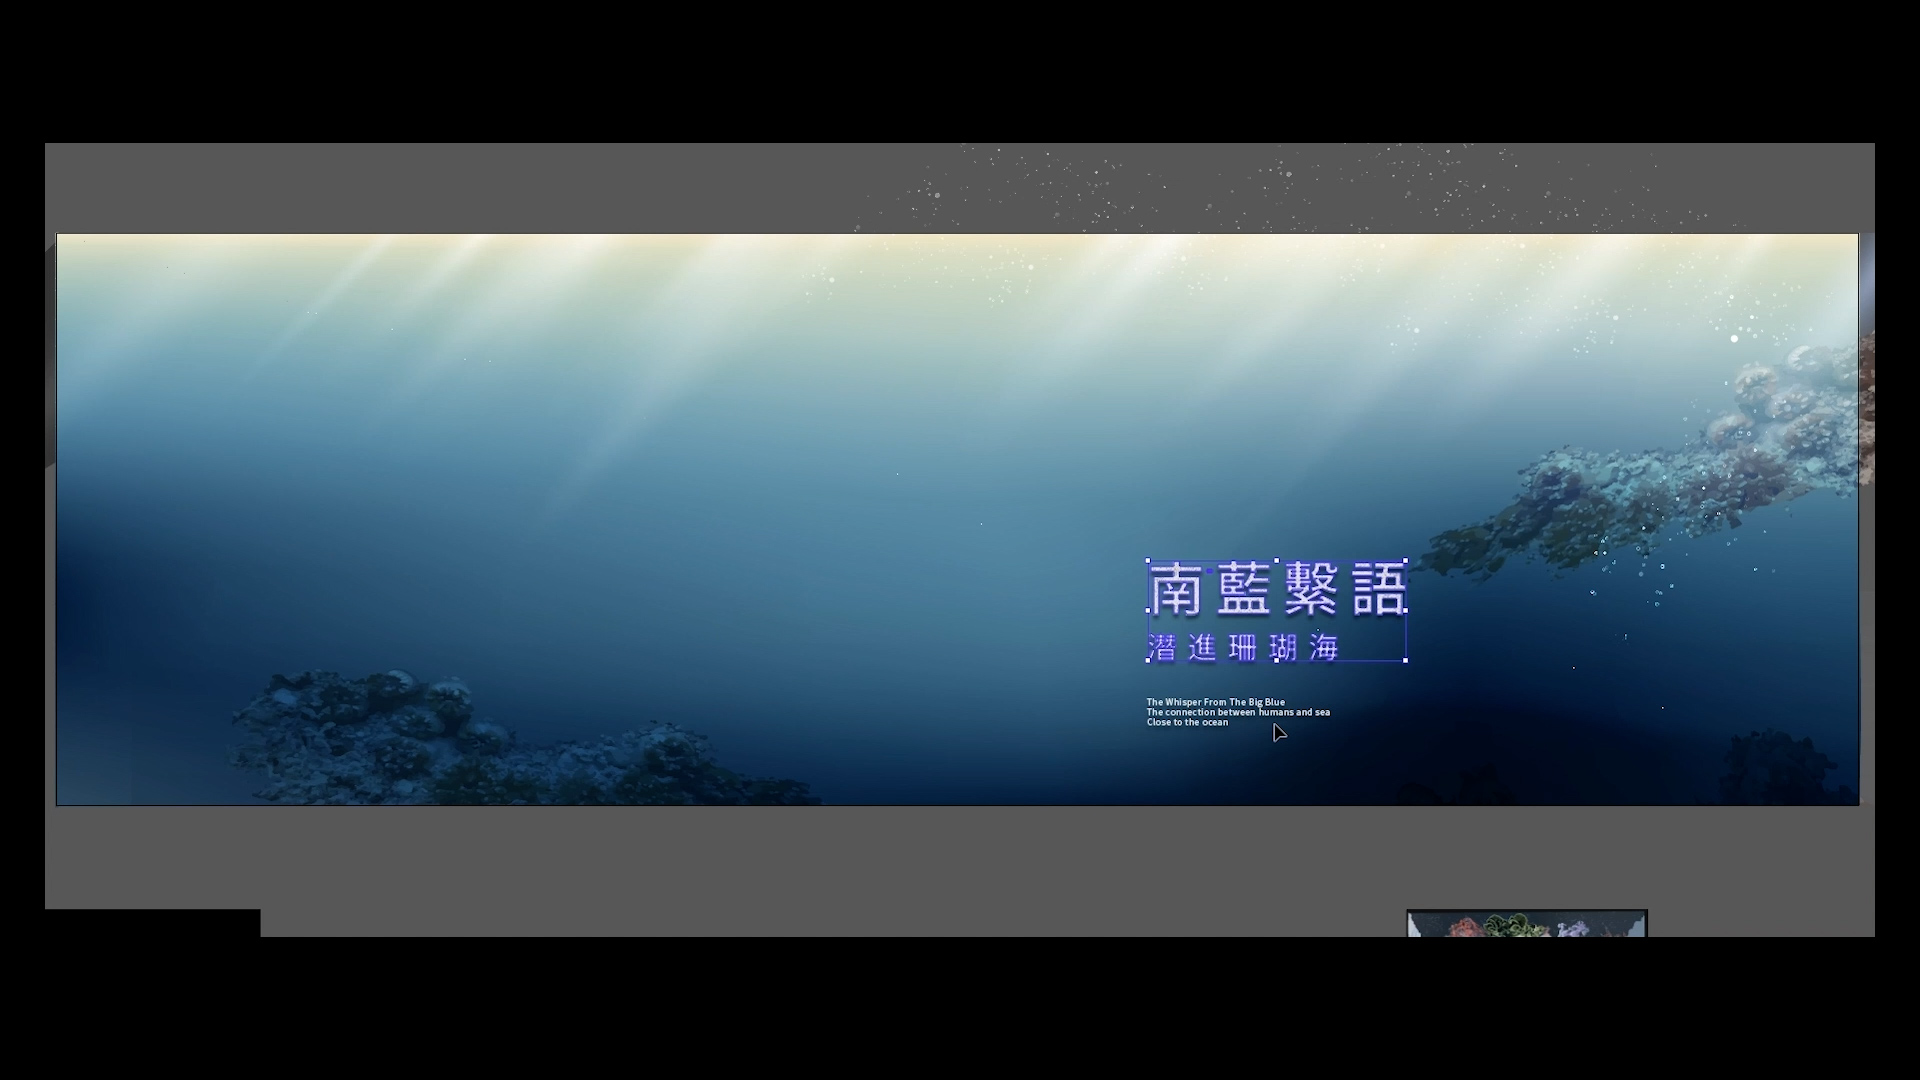 南藍繫語
潛進珊瑚海
The Whisper From The Big Blue
The connection between humans and sea
Close to the ocean